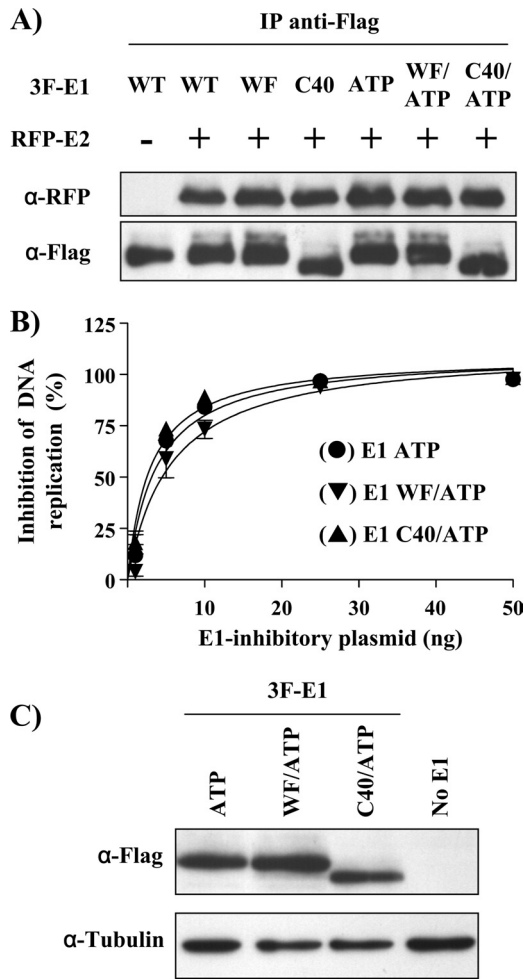 A)
IP anti-Flag
3F-E1 WT WT WF C40 ATP WF/ATP C40/ATP
RFP-E2 - + + + + + +
α-RFP
α-Flag
B)
Inhibition of DNA replication (%)
125
100
75
50
25
0
(●) E1 ATP
(▼) E1 WF/ATP
(▲) E1 C40/ATP
0 10 20 30 40 50
E1-inhibitory plasmid (ng)
C)
3F-E1
ATP WF/ATP C40/ATP No E1
α-Flag
α-Tubulin